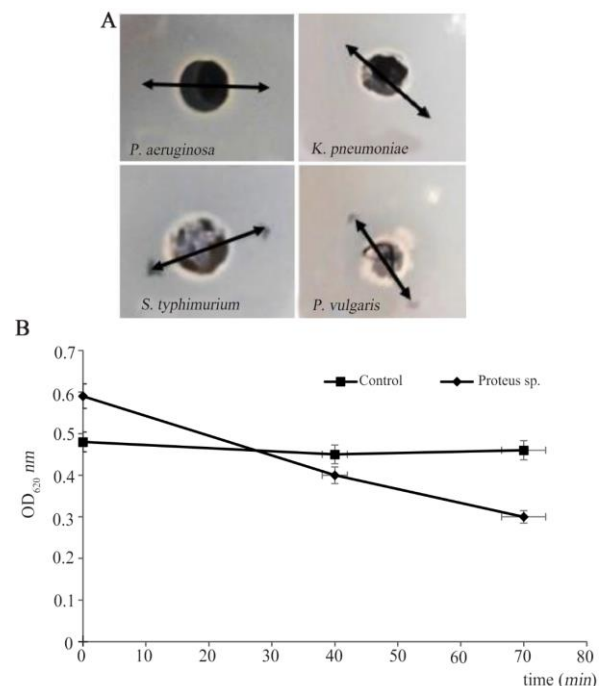 A
P. aeruginosa
K. pneumoniae
S. typhimurium
P. vulgaris
B
0.7
0.6
0.5
0.4
0.3
0.2
0.1
0
Control
Proteus sp.
OD620 nm
0 10 20 30 40 50 60 70 80
time (min)